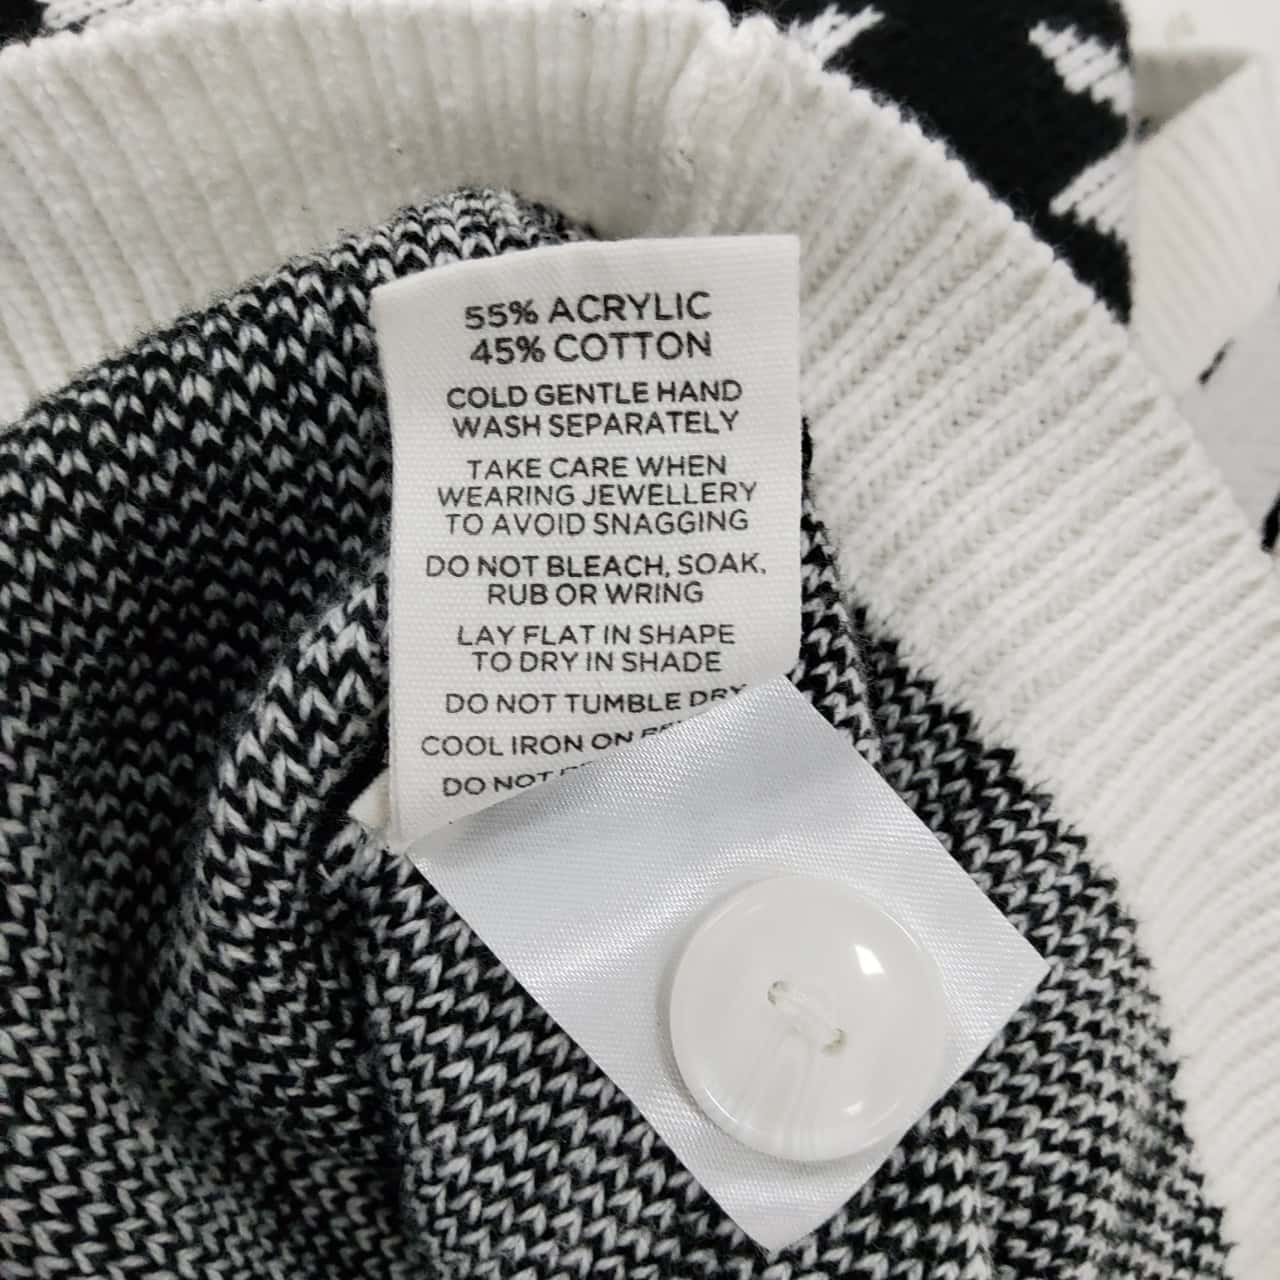 55% ACRYLIC
45% COTTON
COLD GENTLE HAND
WASH SEPARATELY
TAKE CARE WHEN
WEARING JEWELLERY
TO AVOID SNAGGING
DO NOT BLEACH, SOAK,
RUB OR WRING
LAY FLAT IN SHAPE
TO DRY IN SHADE
DO NOT TUMBLE DRY
COOL IRON ON
DO NOT